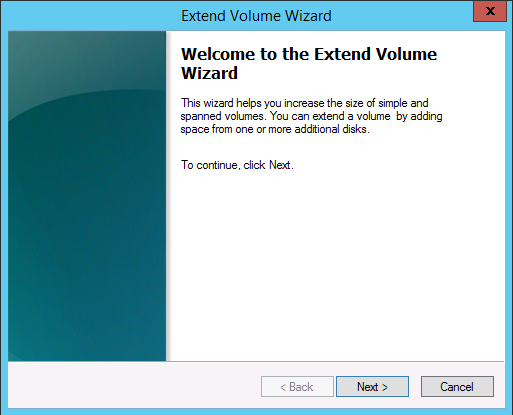 Extend Volume Wizard
x
Welcome to the Extend Volume
Wizard
This wizard helps you increase the size of simple and
spanned volumes. You can extend a volume  by adding
space from one or more additional disks.
To continue, click Next.
< Back
Next >
Cancel